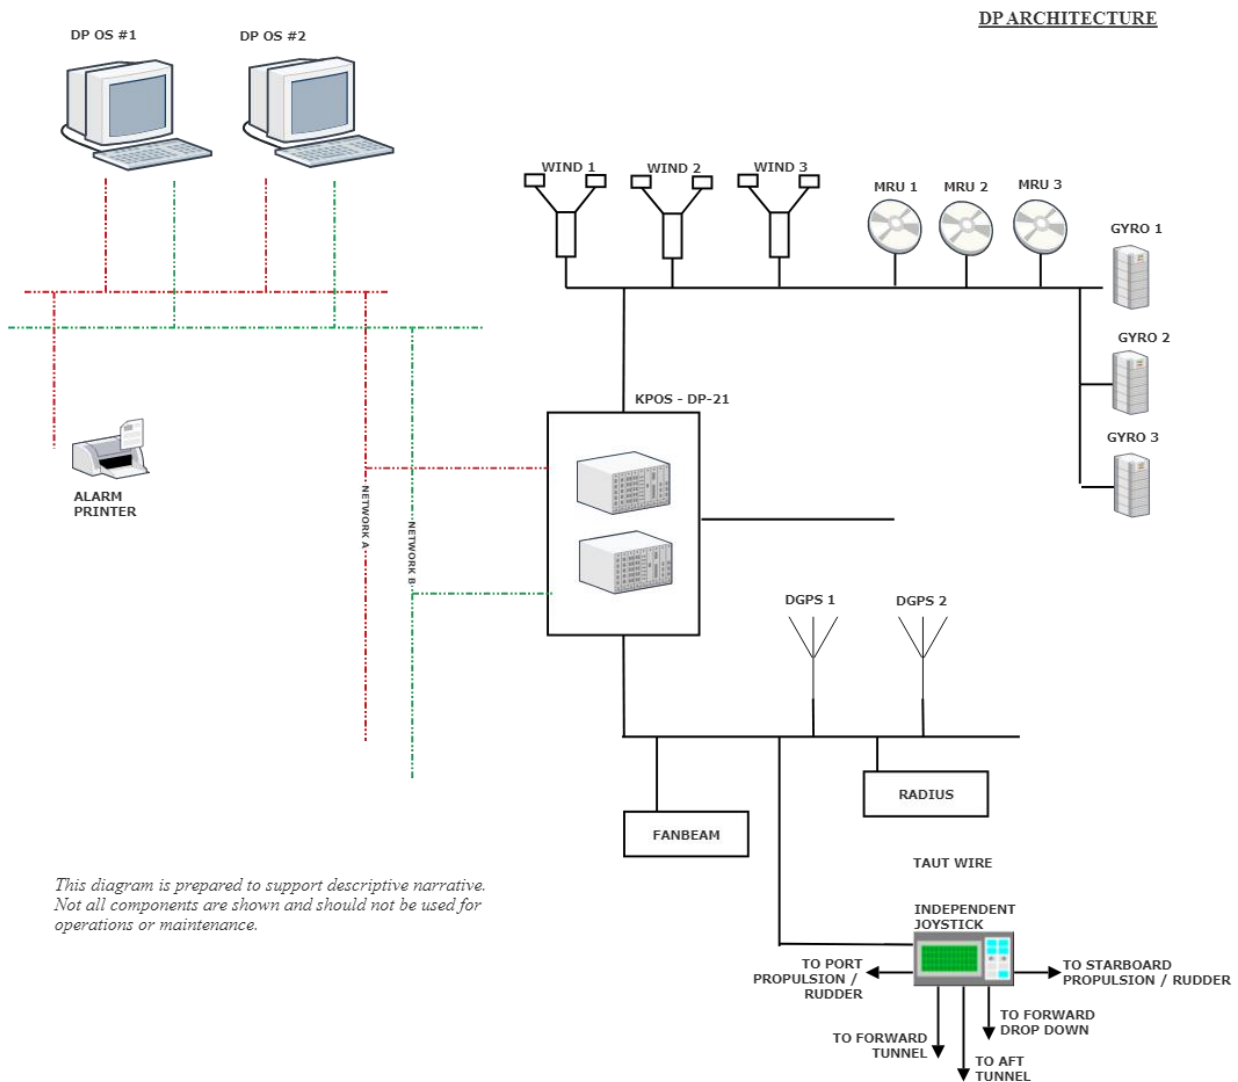 DP ARCHITECTURE
DP OS #1
DP OS #2
WIND 1
WIND 2
WIND 3
MRU 1
MRU 2
MRU 3
GYRO 1
GYRO 2
GYRO 3
KPOS - DP-21
ALARM
PRINTER
NETWORK A
NETWORK B
DGPS 1
DGPS 2
RADIUS
FANBEAM
TAUT WIRE
This diagram is prepared to support descriptive narrative.
Not all components are shown and should not be used for
operations or maintenance.
INDEPENDENT
JOYSTICK
TO PORT
PROPULSION /
RUDDER
TO STARBOARD
PROPULSION / RUDDER
TO FORWARD
DROP DOWN
TO FORWARD
TUNNEL
TO AFT
TUNNEL